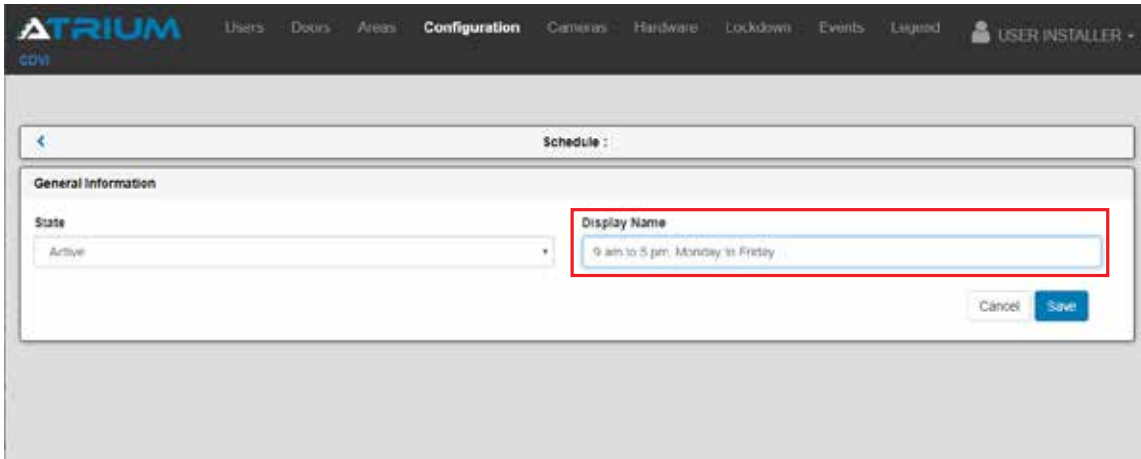 ATRIUM
CDVI
Users Doors Areas Configuration Cameras Hardware Lockdown Events Legend USER INSTALLER
Schedule :
General Information
State Display Name
Active 9 am to 5 pm, Monday to Friday
Cancel Save